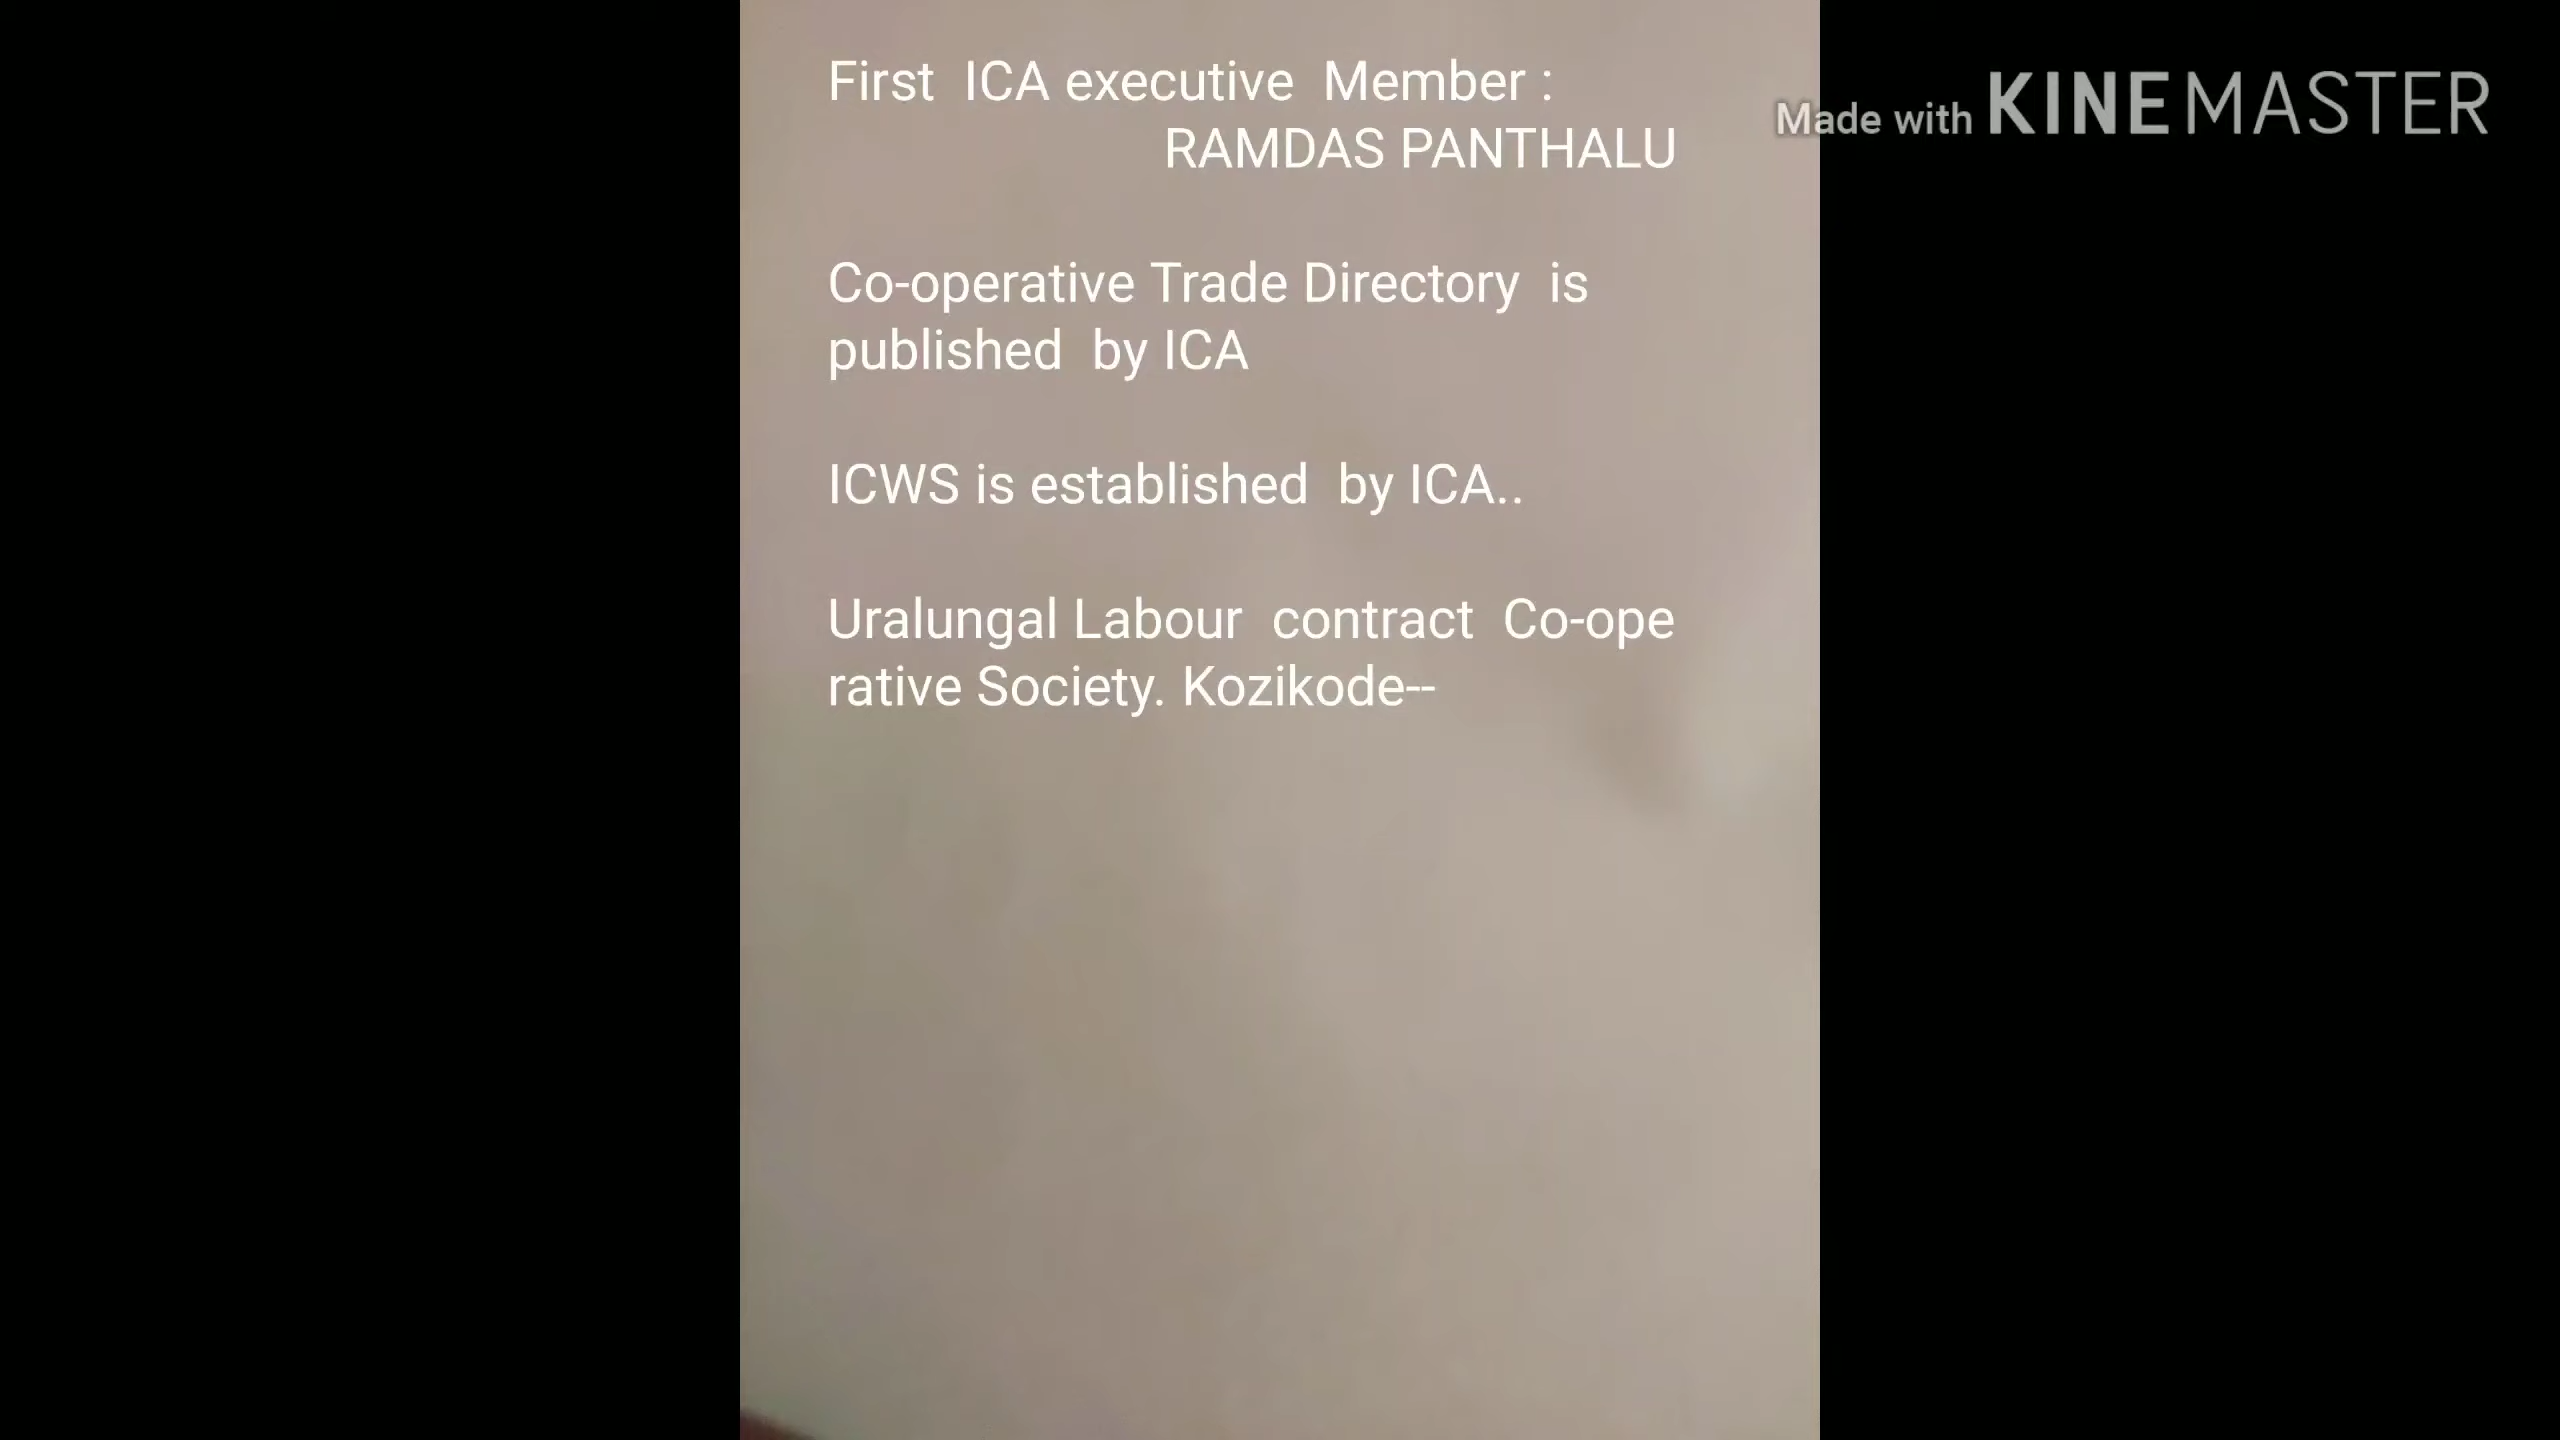 First ICA executive Member :
RAMDAS PANTHALU
Co-operative Trade Directory is
published by ICA
ICWS is established by ICA..
Uralungal Labour contract Co-ope
rative Society. Kozikode--
Made with KINEMASTER